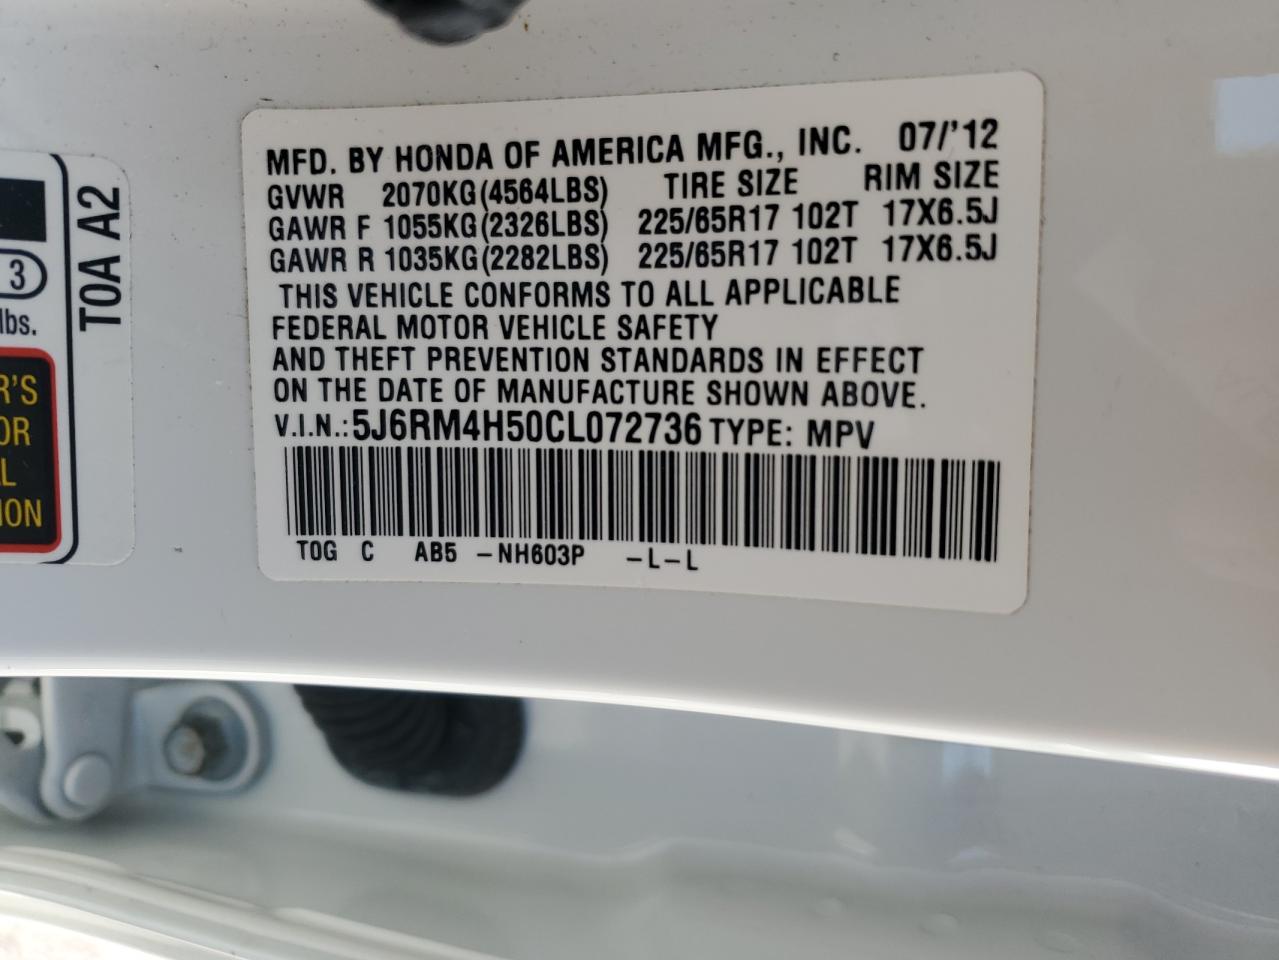 MFD. BY HONDA OF AMERICA MFG., INC. 07/'12
GVWR 2070KG(4564LBS) TIRE SIZE RIM SIZE
GAWR F 1055KG(2326LBS) 225/65R17 102T 17X6.5J
GAWR R 1035KG(2282LBS) 225/65R17 102T 17X6.5J
THIS VEHICLE CONFORMS TO ALL APPLICABLE
FEDERAL MOTOR VEHICLE SAFETY
AND THEFT PREVENTION STANDARDS IN EFFECT
ON THE DATE OF MANUFACTURE SHOWN ABOVE.
V.I.N.: 5J6RM4H50CL072736 TYPE: MPV
T0G C AB5 -NH603P -L-L
3
lbs.
R'S
OR
L
ION
T0A A2